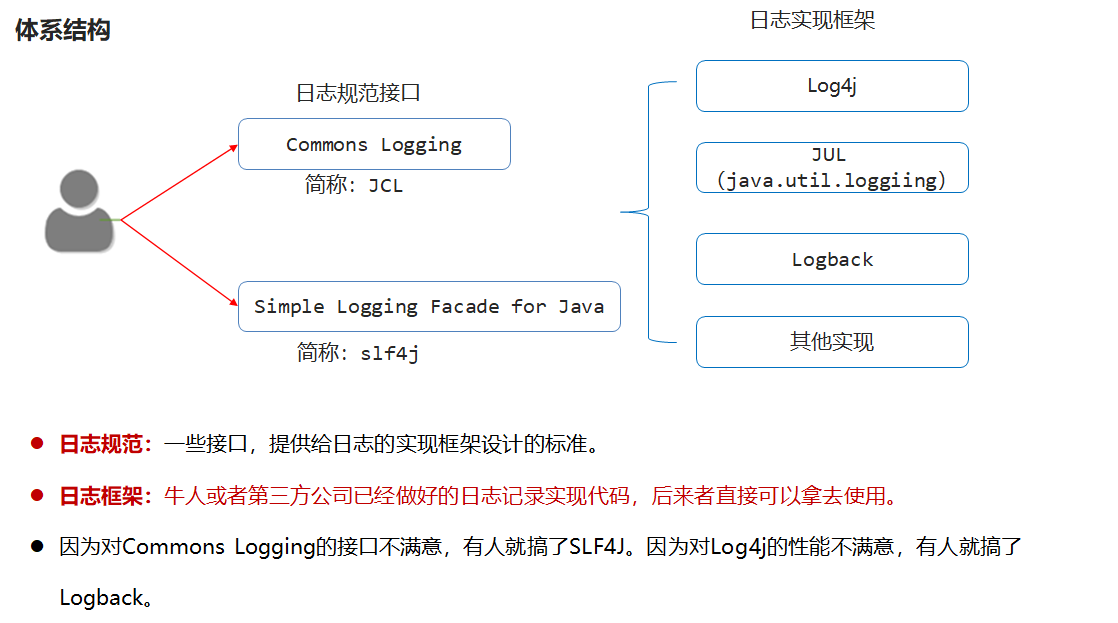 体系结构
日志实现框架
日志规范接口
Commons Logging
简称：JCL
Simple Logging Facade for Java
简称：slf4j
Log4j
JUL
（java.util.loggiing）
Logback
其他实现
● 日志规范：一些接口，提供给日志的实现框架设计的标准。
● 日志框架：牛人或者第三方公司已经做好的日志记录实现代码，后来者直接可以拿去使用。
● 因为对Commons Logging的接口不满意，有人就搞了SLF4J。因为对Log4j的性能不满意，有人就搞了
Logback。